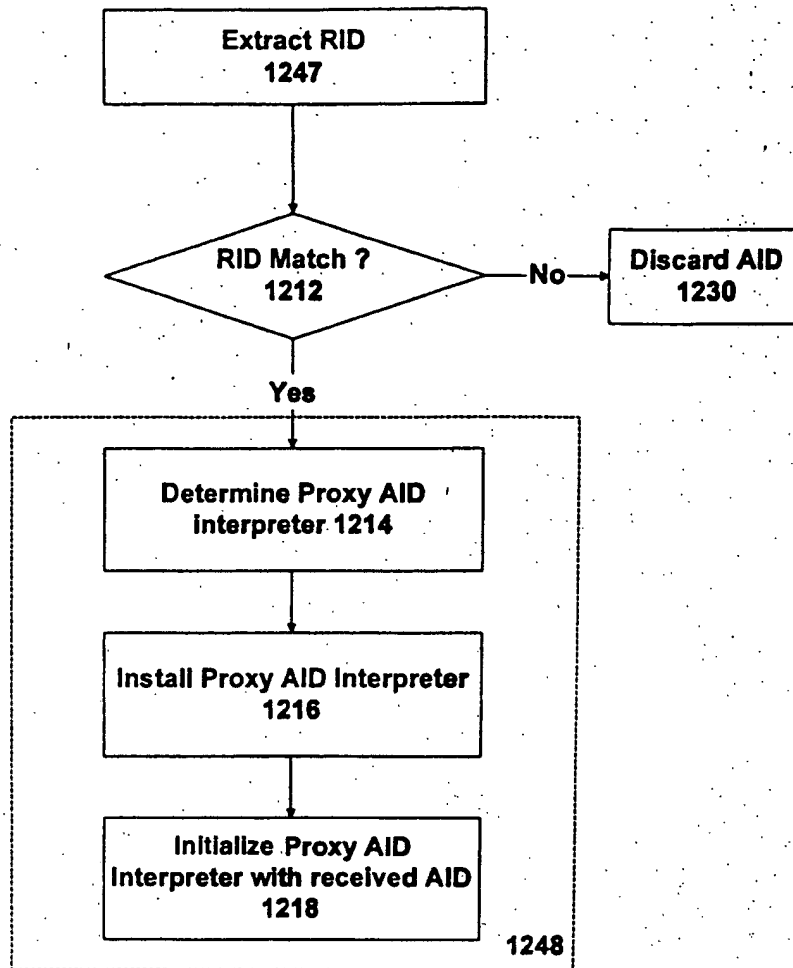 Extract RID
1247
RID Match ?
1212
No
Discard AID
1230
Yes
Determine Proxy AID
interpreter 1214
Install Proxy AID Interpreter
1216
Initialize Proxy AID
Interpreter with received AID
1218
1248